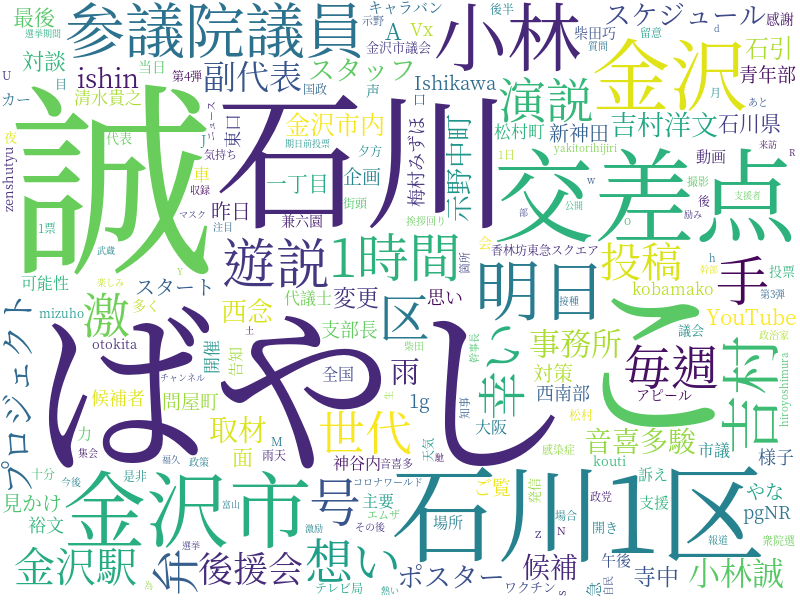 最後
選挙期間
キャラバン
示野
A
Vx
後半
柴田巧
スケジュール
感謝
参議院議員
小林
金沢市議会
質問
留意
d
金沢
石引
対談
ishin
当日
第4弾
国政
副代表
スタッフ
Ishikawa
演説
青年部
U
目
カー
清水貴之
声
口
月
あと
夜
代表
ニュース
J
東口
金沢市内
梅村みずほ
示野中町
松村町
新神田
吉村洋文
石川県
zenshutyu
誠
石川
気持ち
期日前投票
1日
yakitorihijiri
動画
来訪
R
車
収録
一丁目
夕方
企画
交差点
撮影
後
支援者
1票
マスク
昨日
街頭
w
部
公開
励み
注目
兼六園
挨拶回り
o
投票
武蔵
遊説
1時間
会
箇所
香林坊東急スクエア
投稿
手
h
幹部
第3弾
可能性
楽しみ
Y
スタート
激
西念
代議士
変更
思い
明日
接種
kobamako
YouTube
mizuho
多く
土
区
支部長
議会
政治家
プロジェクト
otokita
ばやし
こ
開催
告知
雨
柴田
幹事長
幸い
事務所
毎週
吉村
hiroyoshimura
チャンネル
全国
対策
アピール
候補者
問屋町
生
1g
知事
西南部
松村
力
集会
取材
世代
大阪
音喜多駿
市議
様子
十分
是非
福久
政策
面
M
雨天
神谷内
音喜多
天気
融
感染症
kouti
訴え
見かけ
今後
金沢市
富山
コロナワールド
号
主要
エムザ
石川1区
ご覧
発信
政党
支援
やな
裕文
弁
激励
その後
場所
場合
z
N
開き
報道
pgNR
衆院選
金沢駅
選挙
後援会
想い
ポスター
候補
急
午後
小林誠
為
テレビ局
熱い
ワクチン
s
自民
寺中